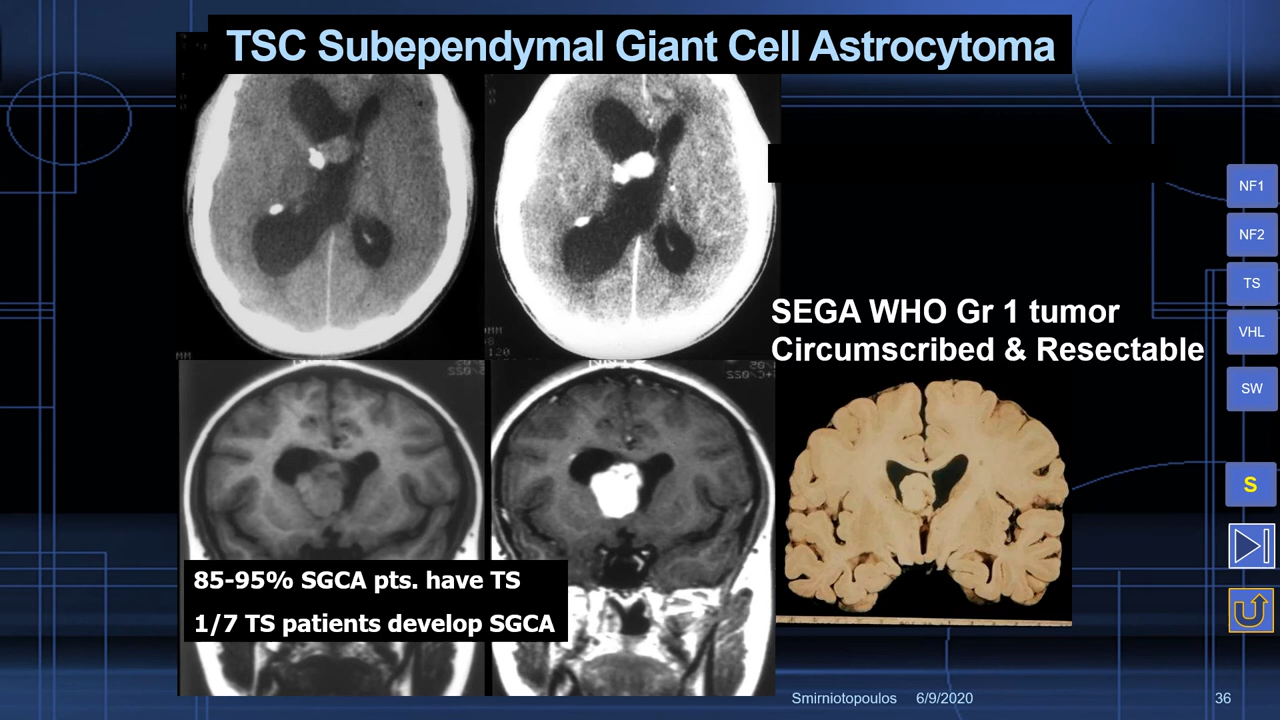 TSC Subependymal Giant Cell Astrocytoma
SEGA WHO Gr 1 tumor
Circumscribed & Resectable
85-95% SGCA pts. have TS
1/7 TS patients develop SGCA
NF1
NF2
TS
VHL
SW
S
Smirniotopoulos 6/9/2020 36